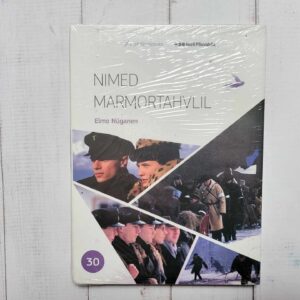 NIMED
MARMORTAHVLIL
Elmo Nüganen
30